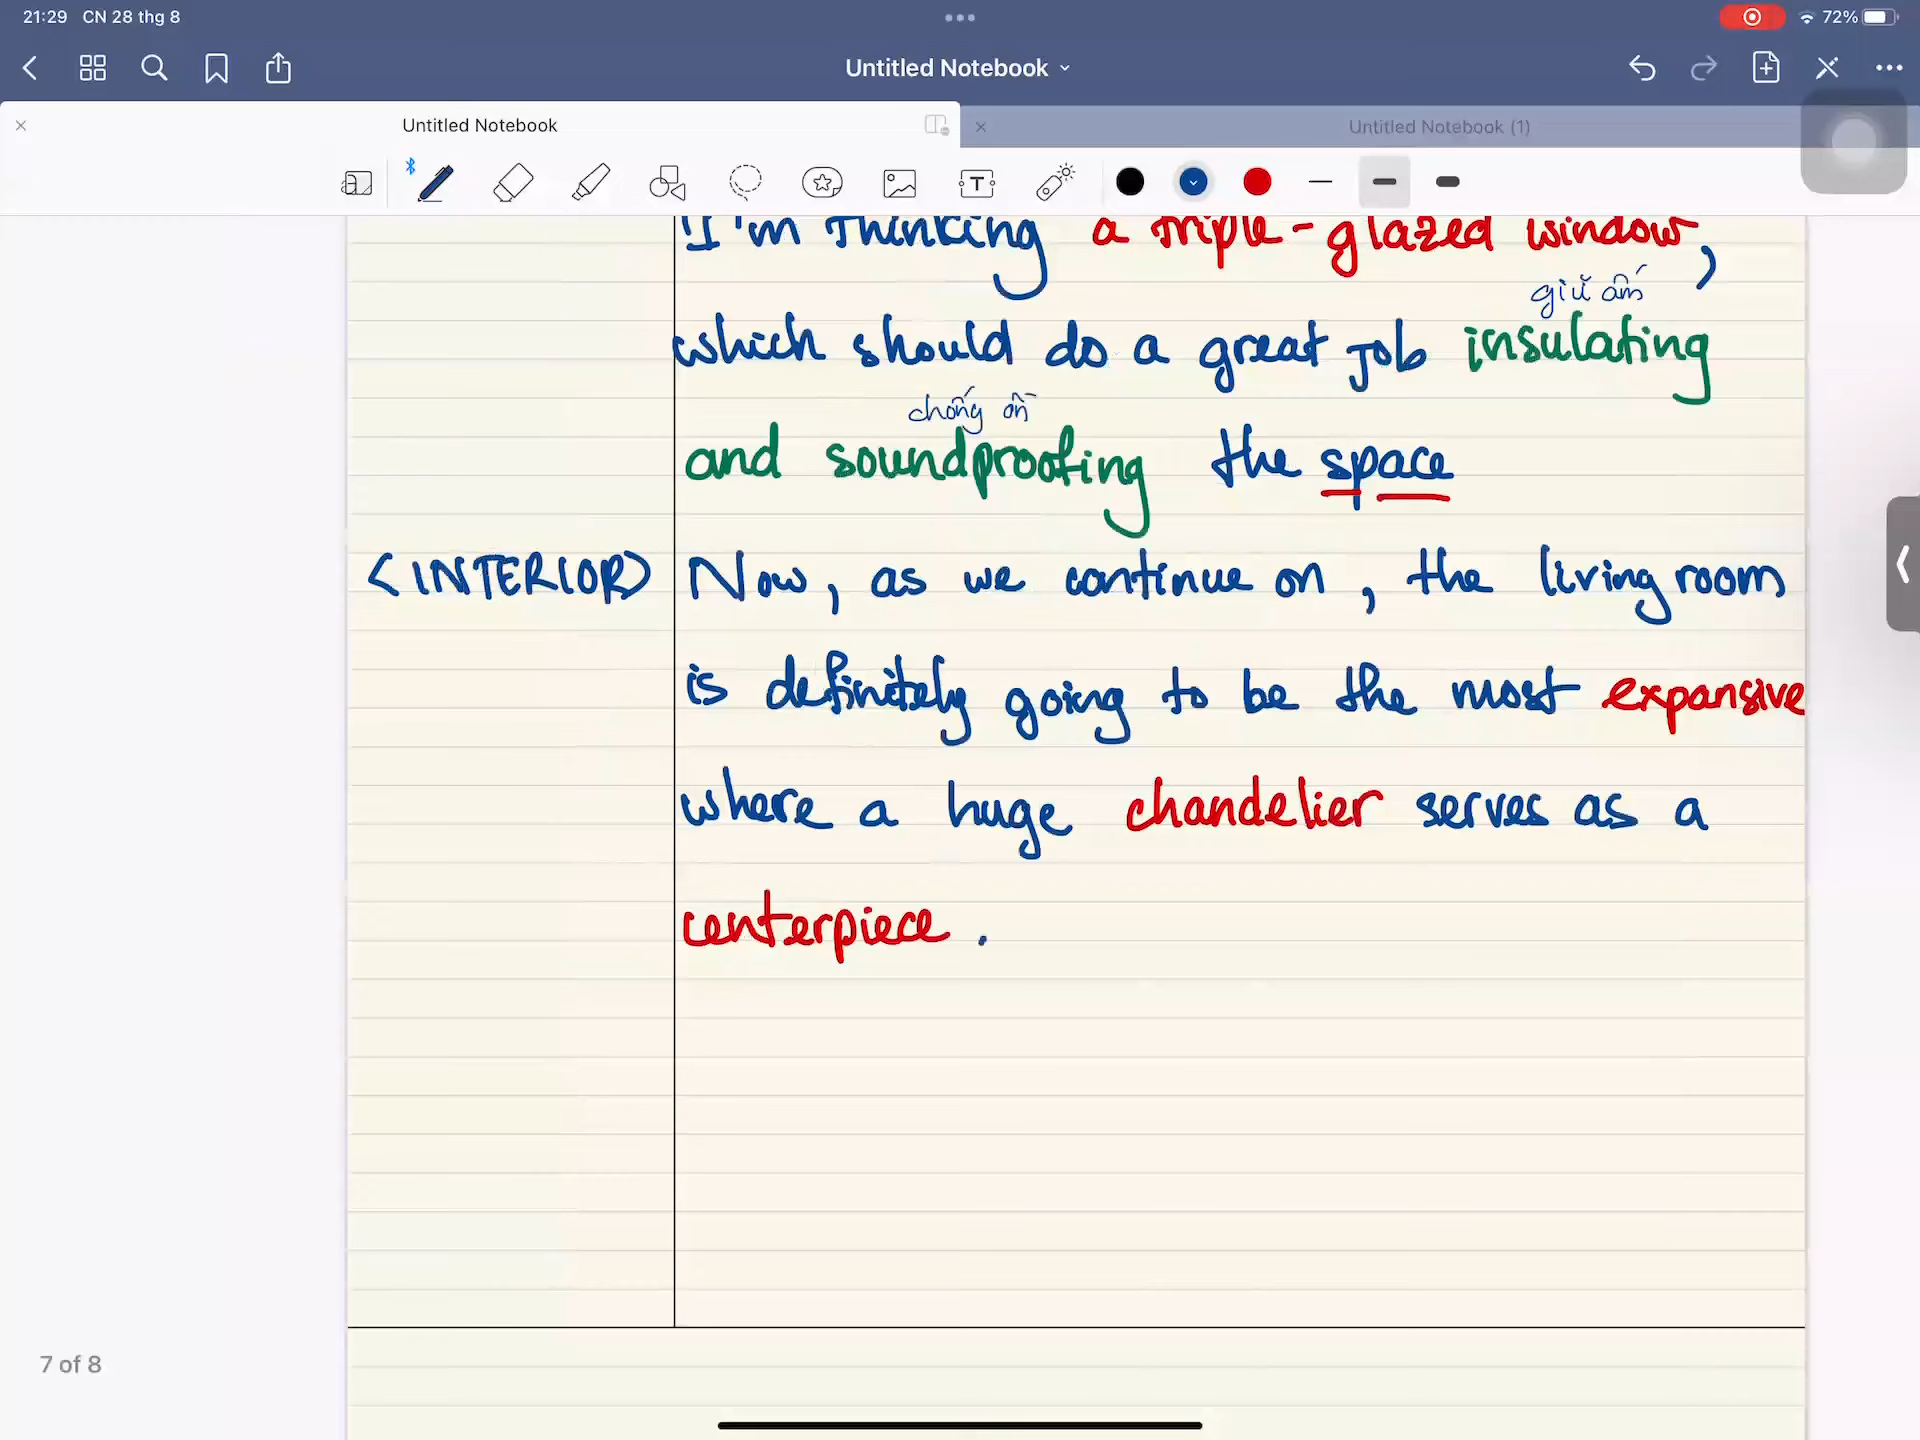 21:29 CN 28 thg 8
72%
Untitled Notebook
Untitled Notebook
Untitled Notebook (1)
I'm thinking a triple-glazed window,
giữ ấm
which should do a great job insulating
chống ồn
and soundproofing the space
<INTERIOR> Now, as we continue on, the living room
is definitely going to be the most expansive
where a huge chandelier serves as a
centerpiece.
7 of 8